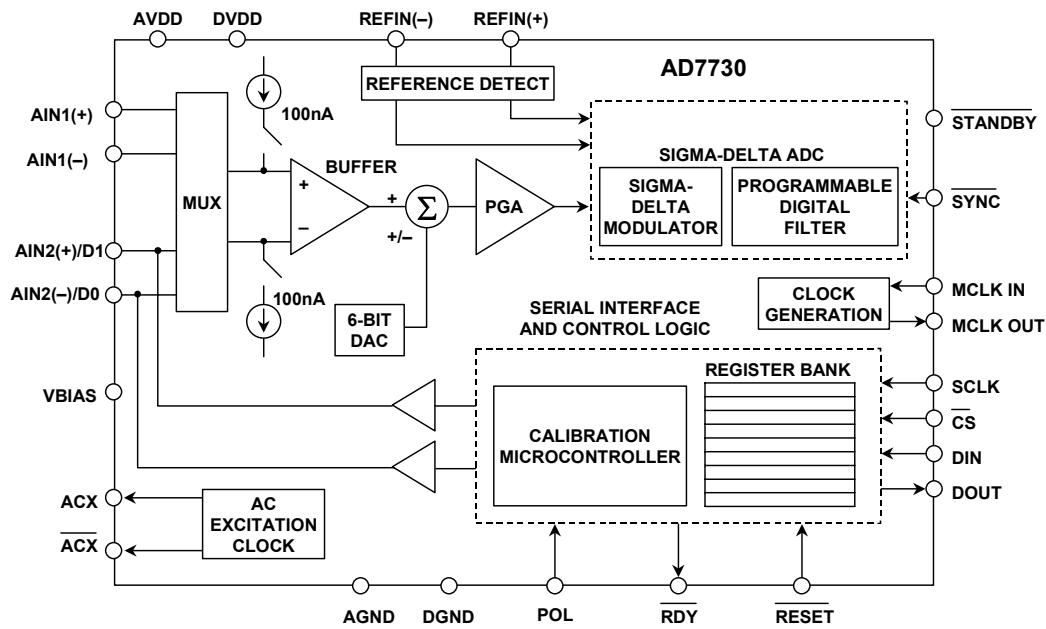 AVDD DVDD REFIN(–) REFIN(+)
AD7730
REFERENCE DETECT
100nA
AIN1(+)
AIN1(–)
STANDBY
BUFFER
SIGMA-DELTA ADC
MUX
+
–
+
+/–
Σ
PGA
SIGMA-
DELTA
MODULATOR
PROGRAMMABLE
DIGITAL
FILTER
SYNC
AIN2(+)/D1
AIN2(–)/D0
100nA
6-BIT
DAC
SERIAL INTERFACE
AND CONTROL LOGIC
CLOCK
GENERATION
MCLK IN
MCLK OUT
REGISTER BANK
VBIAS
CALIBRATION
MICROCONTROLLER
SCLK
CS
DIN
DOUT
ACX
ACX
AC
EXCITATION
CLOCK
AGND DGND POL RDY RESET